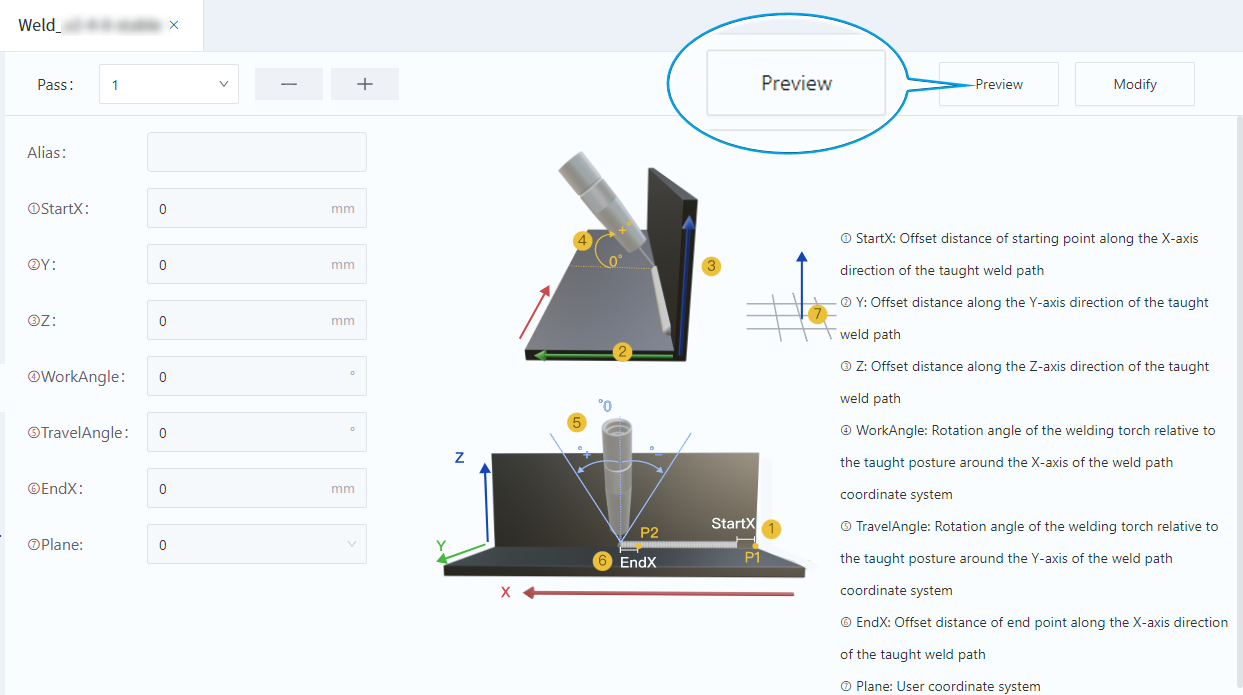 Weld_
Pass:
1
Preview
Preview
Modify
Alias:
①StartX:
0
mm
②Y:
0
mm
③Z:
0
mm
④WorkAngle:
0
°
⑤TravelAngle:
0
°
⑥EndX:
0
mm
⑦Plane:
0
4
+°
0°
3
2
7
°0
5
°+
°-
Z
Y
X
P2
StartX
1
P1
6
EndX
① StartX: Offset distance of starting point along the X-axis
direction of the taught weld path
② Y: Offset distance along the Y-axis direction of the taught
weld path
③ Z: Offset distance along the Z-axis direction of the taught
weld path
④ WorkAngle: Rotation angle of the welding torch relative to
the taught posture around the X-axis of the weld path
coordinate system
⑤ TravelAngle: Rotation angle of the welding torch relative to
the taught posture around the Y-axis of the weld path
coordinate system
⑥ EndX: Offset distance of end point along the X-axis direction
of the taught weld path
⑦ Plane: User coordinate system